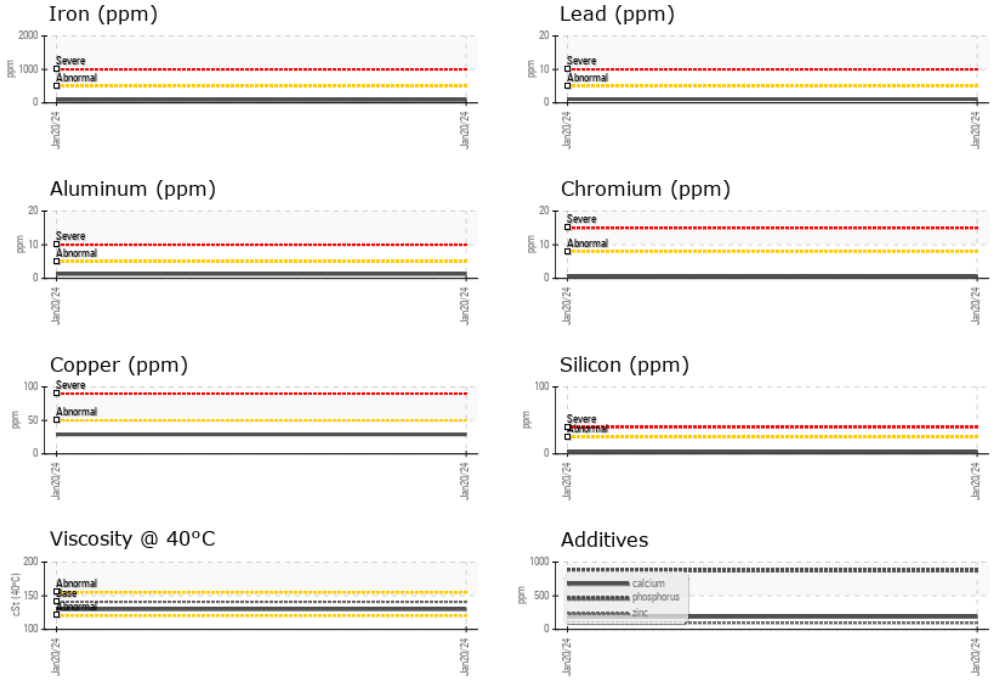 Iron (ppm)
2000
1000
0
ppm
Severe
Abnormal
Jan20/24
Jan20/24
Lead (ppm)
20
10
0
ppm
Severe
Abnormal
Jan20/24
Jan20/24
Aluminum (ppm)
20
10
0
ppm
Severe
Abnormal
Jan20/24
Jan20/24
Chromium (ppm)
20
10
0
ppm
Severe
Abnormal
Jan20/24
Jan20/24
Copper (ppm)
100
50
0
ppm
Severe
Abnormal
Jan20/24
Jan20/24
Silicon (ppm)
100
50
0
ppm
Severe
Abnormal
Jan20/24
Jan20/24
Viscosity @ 40°C
200
150
100
cSt (40°C)
Abnormal
Base
Abnormal
Jan20/24
Jan20/24
Additives
1000
500
0
ppm
calcium
phosphorus
zinc
Jan20/24
Jan20/24